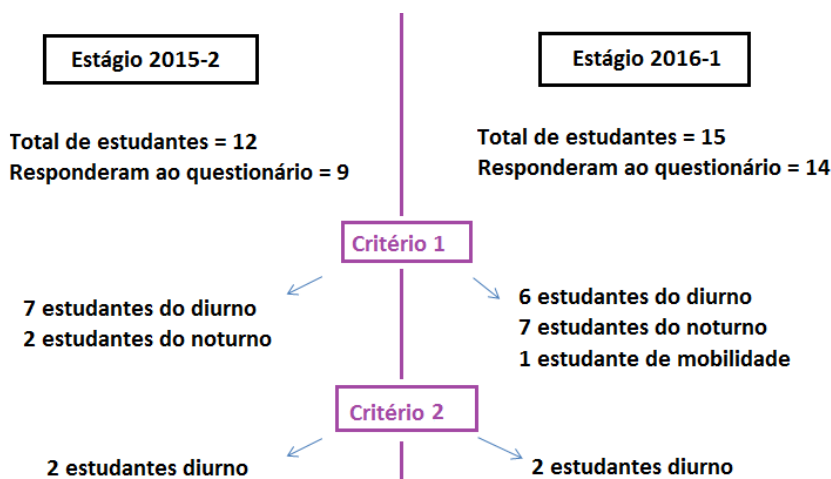 Estágio 2015-2
Total de estudantes = 12
Responderam ao questionário = 9
Estágio 2016-1
Total de estudantes = 15
Responderam ao questionário = 14
Critério 1
7 estudantes do diurno
2 estudantes do noturno
6 estudantes do diurno
7 estudantes do noturno
1 estudante de mobilidade
Critério 2
2 estudantes diurno
2 estudantes diurno